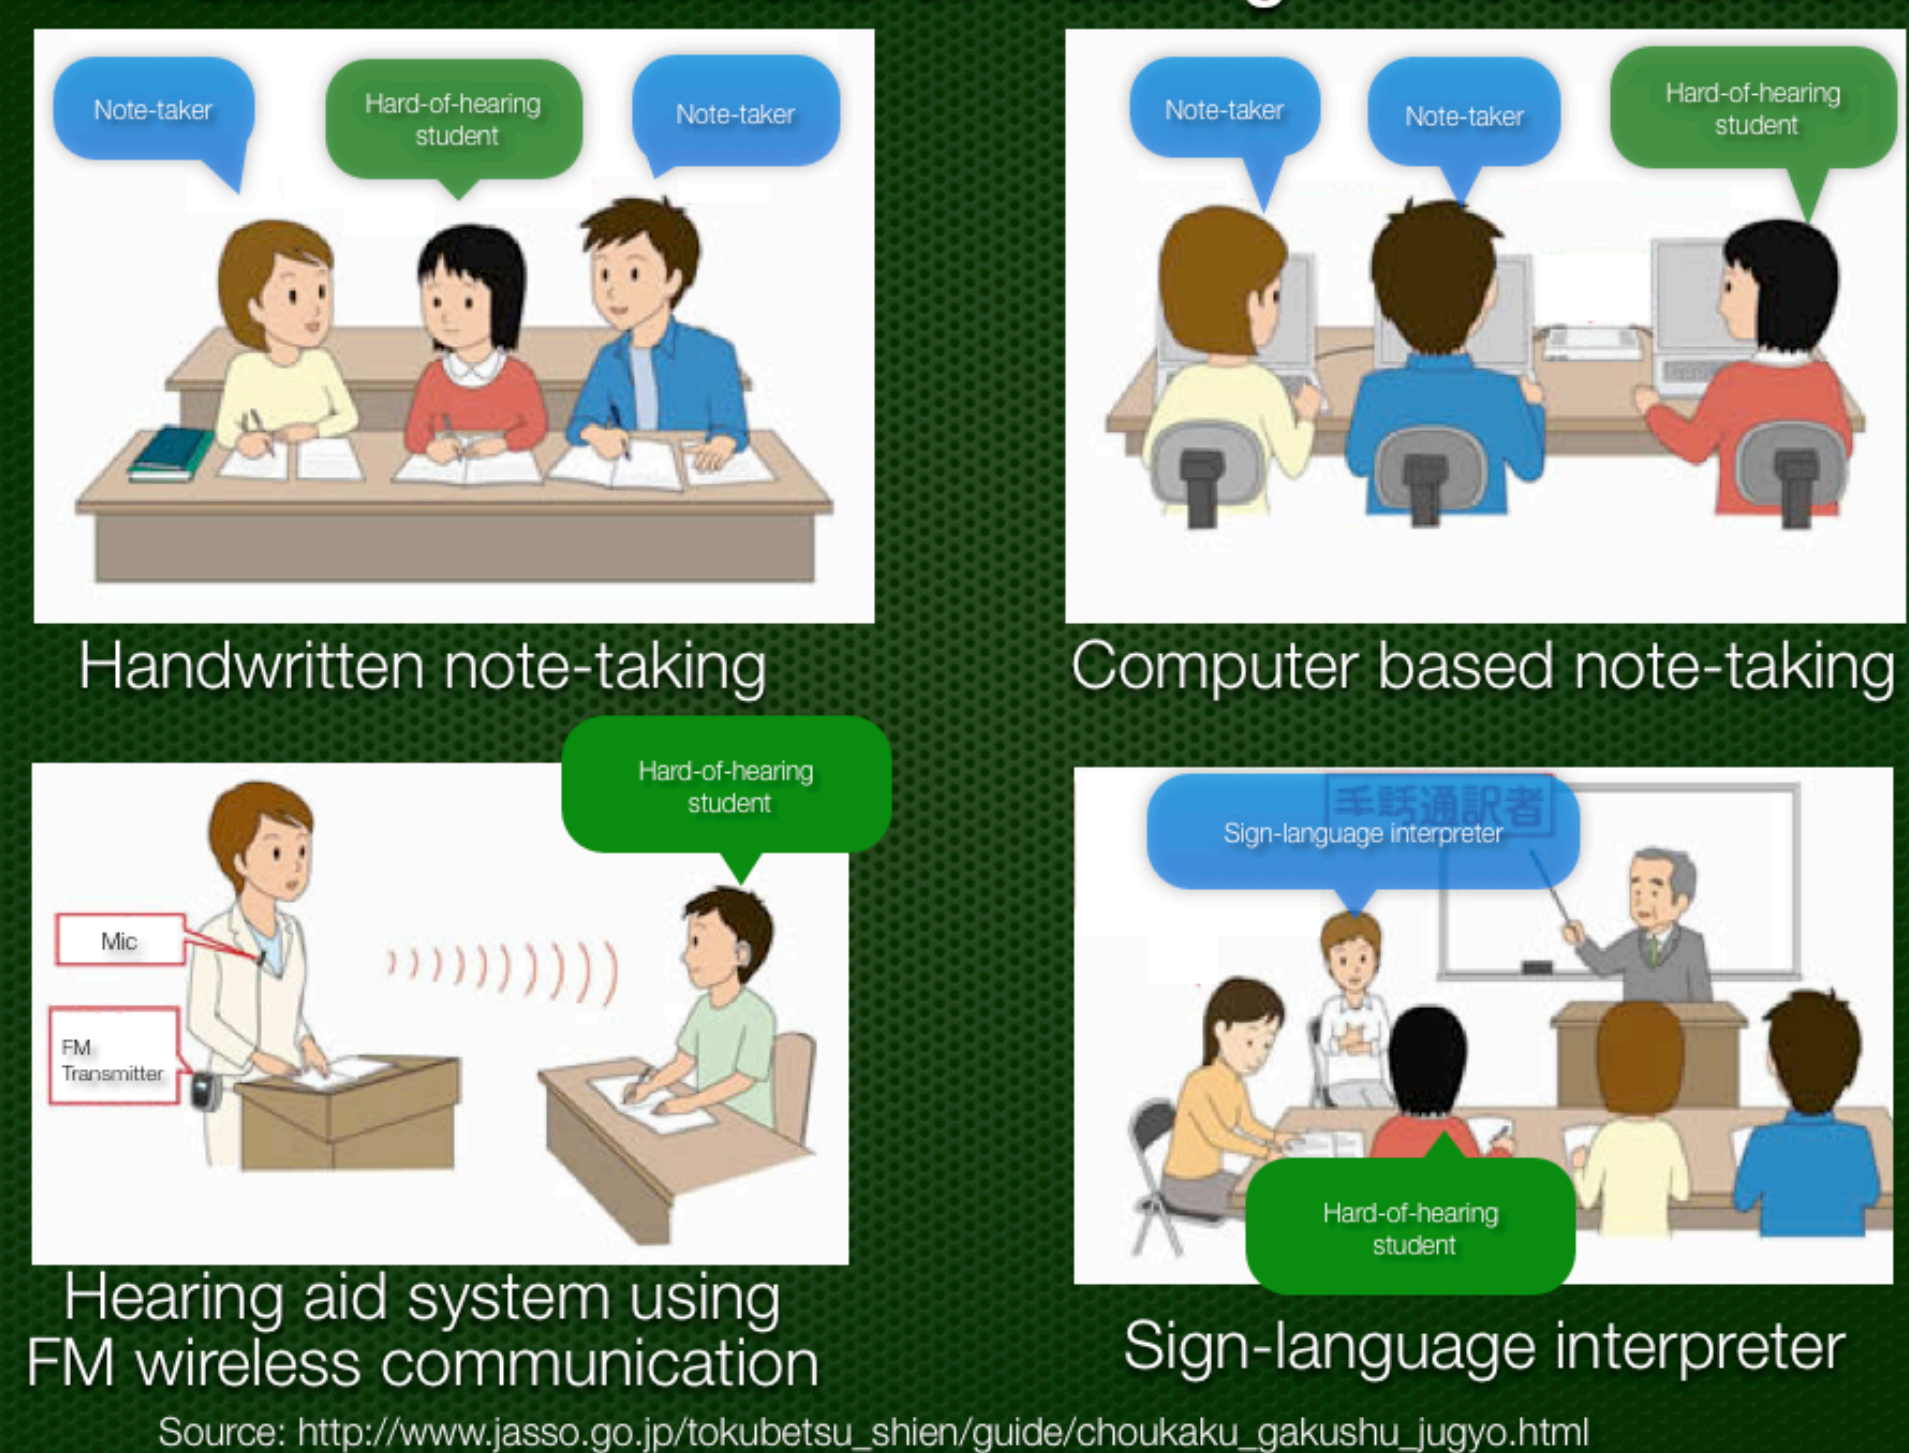 Note-taker
Hard-of-hearing
student
Note-taker
Note-taker
Note-taker
Hard-of-hearing
student
Handwritten note-taking
Computer based note-taking
Hard-of-hearing
student
Mic
FM
Transmitter
手話通訳者
Sign-language interpreter
Hard-of-hearing
student
Hearing aid system using
FM wireless communication
Sign-language interpreter
Source: http://www.jasso.go.jp/tokubetsu_shien/guide/choukaku_gakushu_jugyo.html